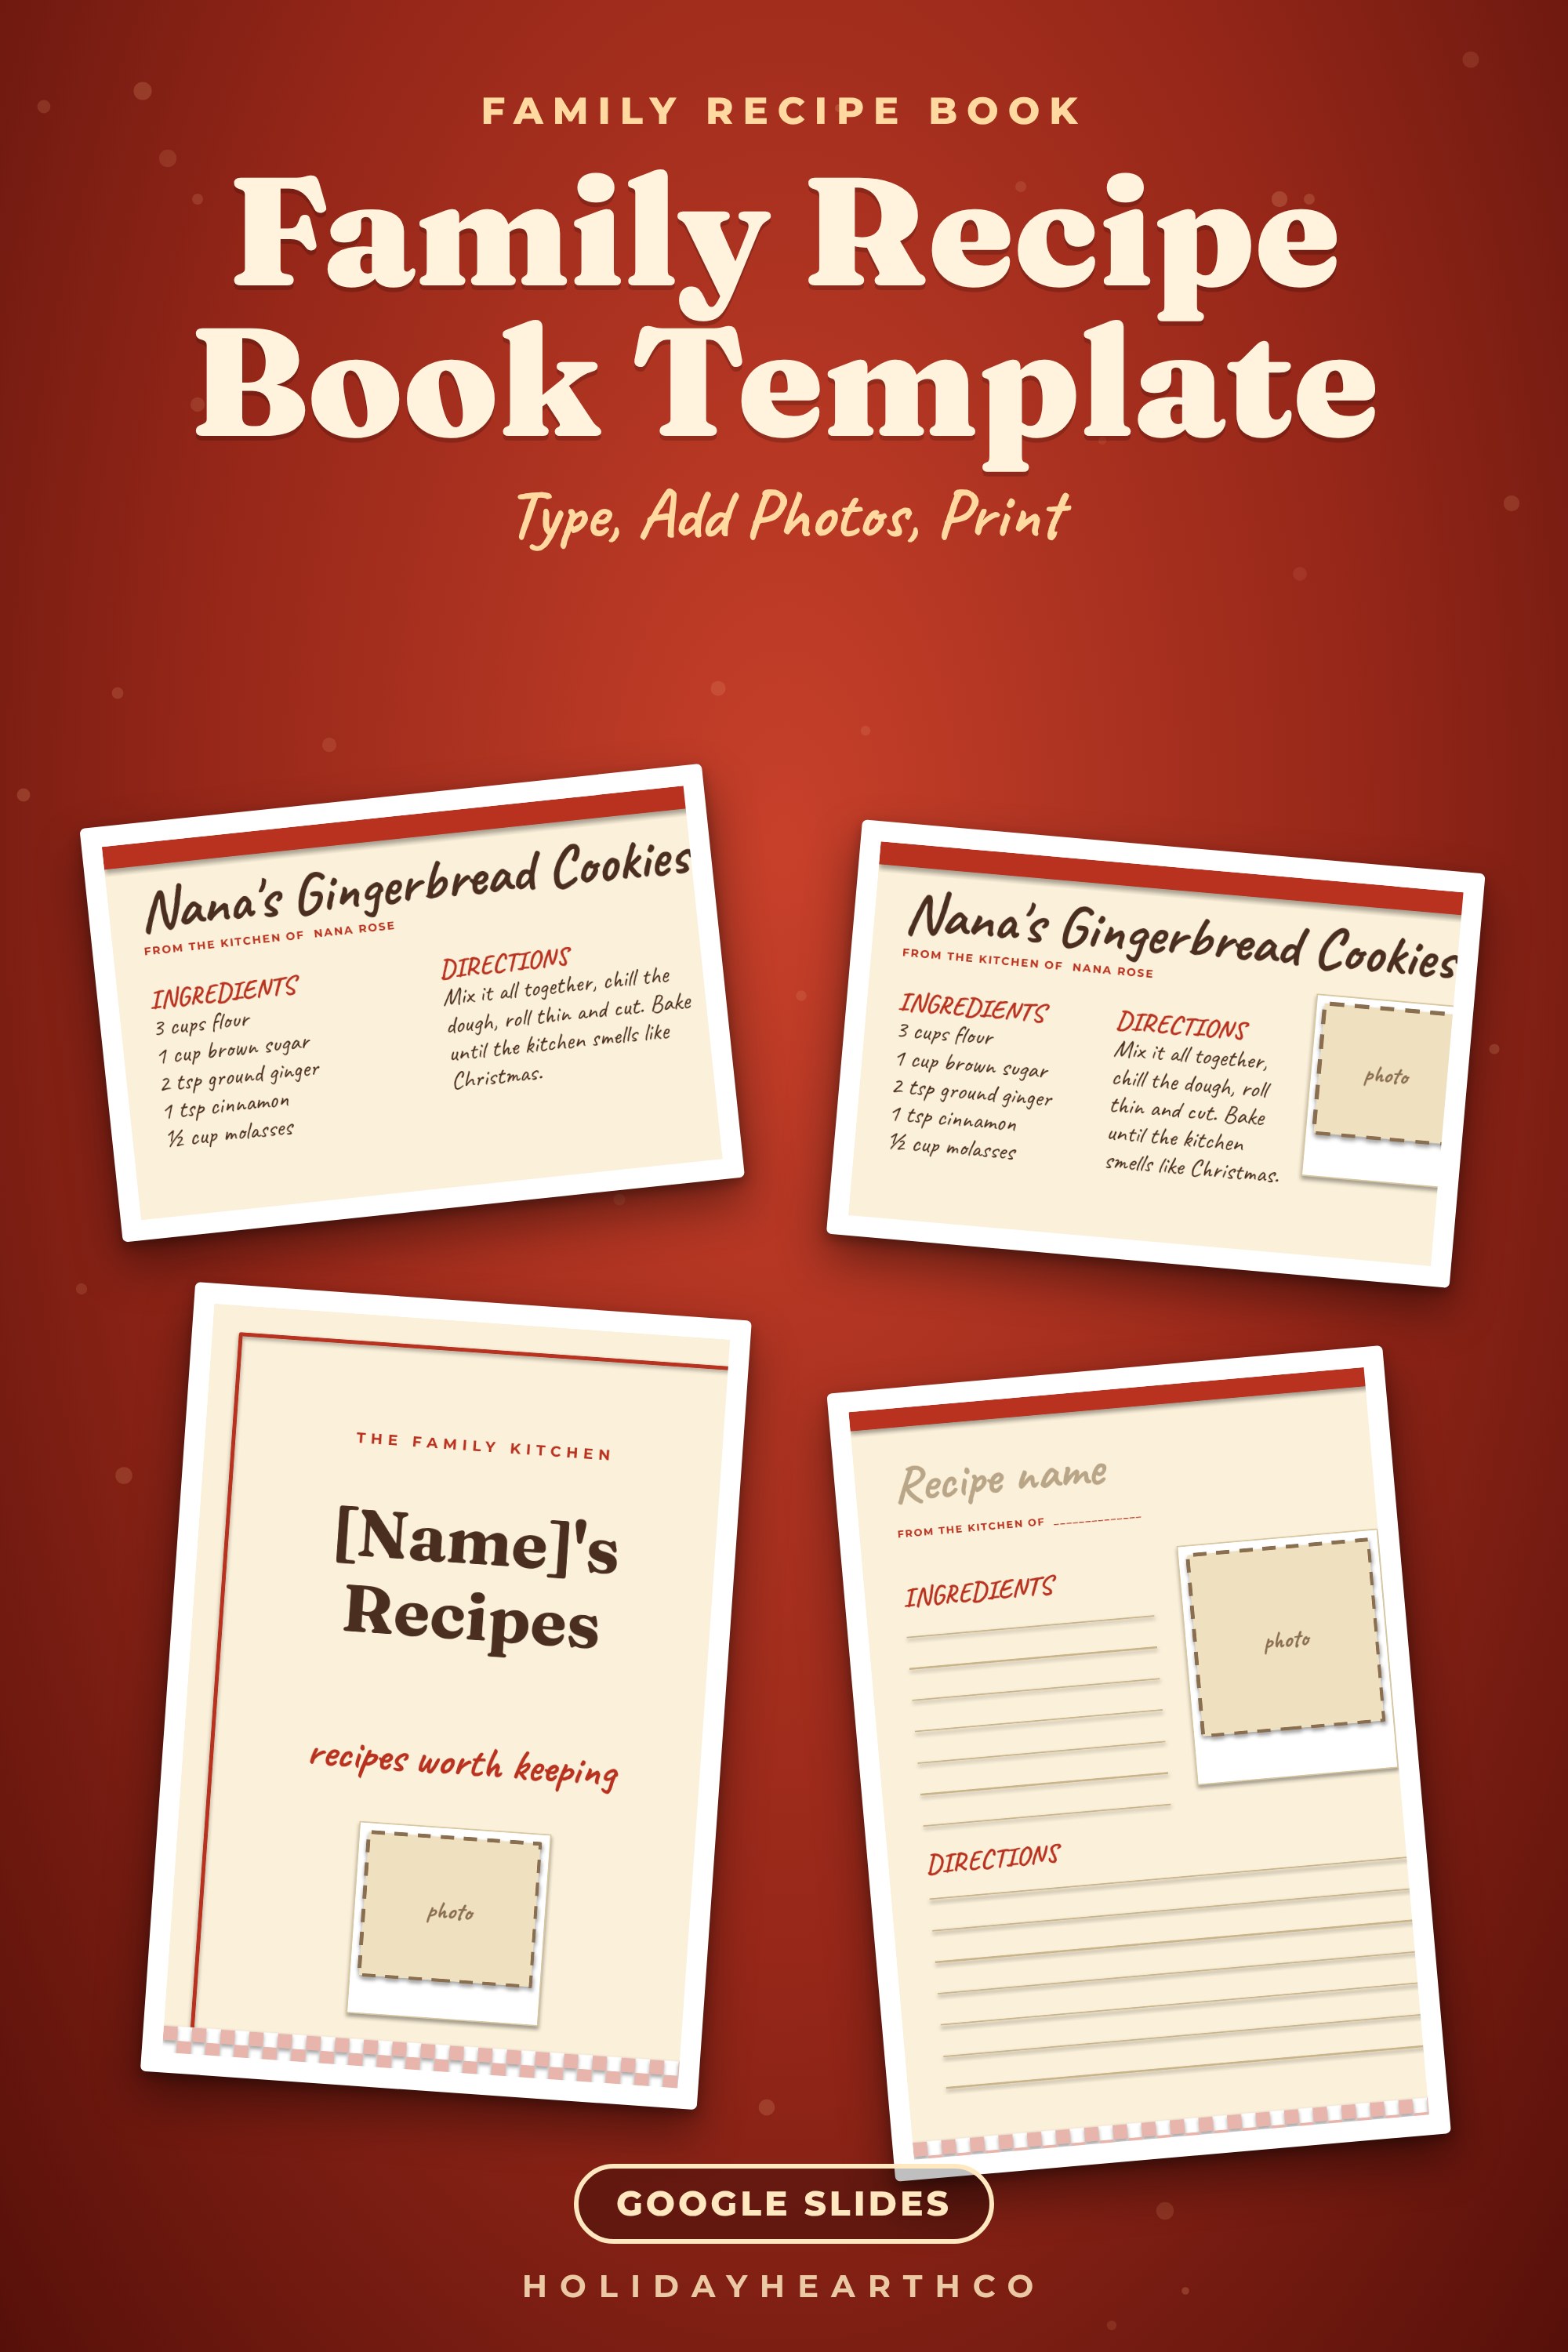 FAMILY RECIPE BOOK
Family Recipe
Book Template
Type, Add Photos, Print
Nana's Gingerbread Cookies
FROM THE KITCHEN OF NANA ROSE
INGREDIENTS
3 cups flour
1 cup brown sugar
2 tsp ground ginger
1 tsp cinnamon
½ cup molasses
DIRECTIONS
Mix it all together, chill the
dough, roll thin and cut. Bake
until the kitchen smells like
Christmas.
Nana's Gingerbread Cookies
FROM THE KITCHEN OF NANA ROSE
INGREDIENTS
3 cups flour
1 cup brown sugar
2 tsp ground ginger
1 tsp cinnamon
½ cup molasses
DIRECTIONS
Mix it all together,
chill the dough, roll
thin and cut. Bake
until the kitchen
smells like Christmas.
photo
THE FAMILY KITCHEN
[Name]'s
Recipes
recipes worth keeping
photo
Recipe name
FROM THE KITCHEN OF ______________
INGREDIENTS
photo
DIRECTIONS
GOOGLE SLIDES
HOLIDAYHEARTHCO